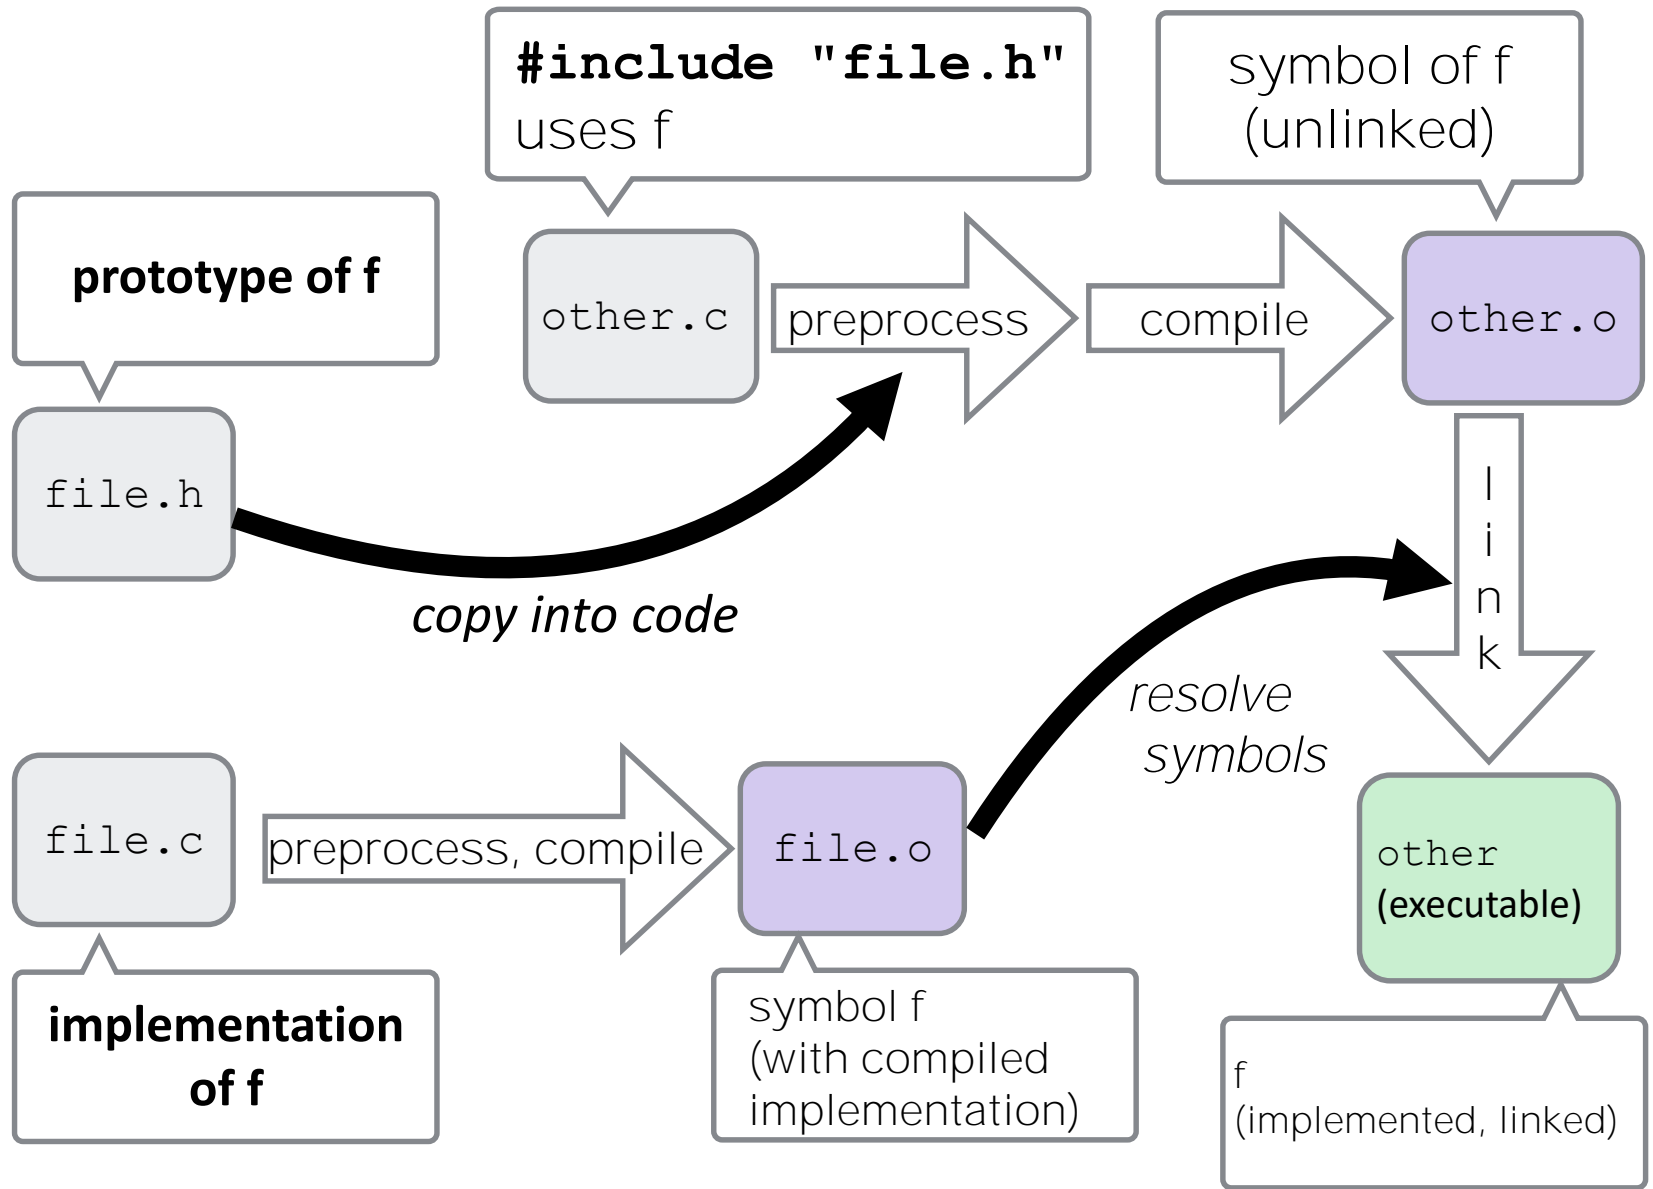 #include "file.h"
uses f
symbol of f
(unlinked)
prototype of f
other.c
preprocess
compile
other.o
file.h
copy into code
l
i
n
k
resolve
symbols
file.c
preprocess, compile
file.o
other
(executable)
implementation
of f
symbol f
(with compiled
implementation)
f
(implemented, linked)